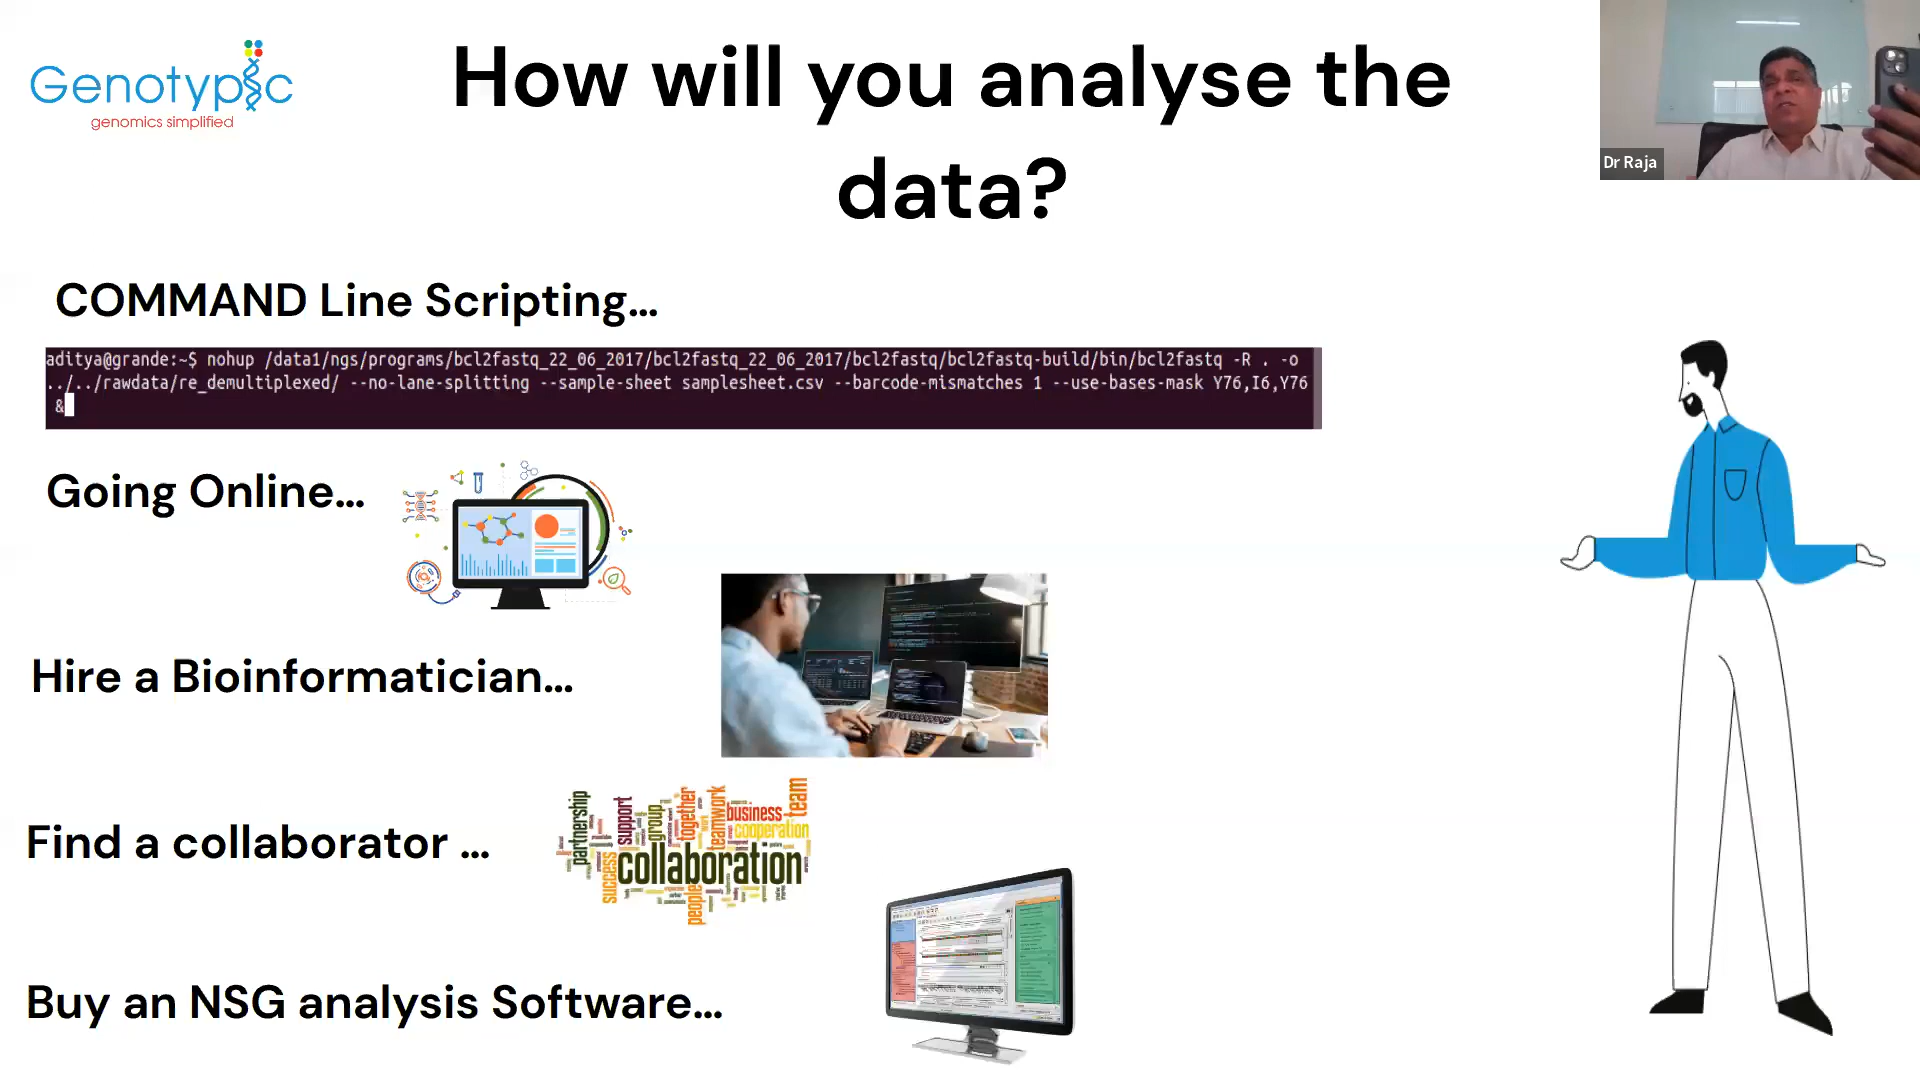 Genotypic
genomics simplified
How will you analyse the
data?
Dr Raja
COMMAND Line Scripting...
aditya@grande:~$ nohup /data1/ngs/programs/bcl2fastq_22_06_2017/bcl2fastq_22_06_2017/bcl2fastq/bcl2fastq-build/bin/bcl2fastq -R . -o
../../rawdata/re_demultiplexed/ --no-lane-splitting --sample-sheet samplesheet.csv --barcode-mismatches 1 --use-bases-mask Y76,I6,Y76
&
Going Online...
Hire a Bioinformatician...
Find a collaborator ...
partnership
success
support
group
together
people
teamwork
business
team
cooperation
collaboration
Buy an NSG analysis Software...